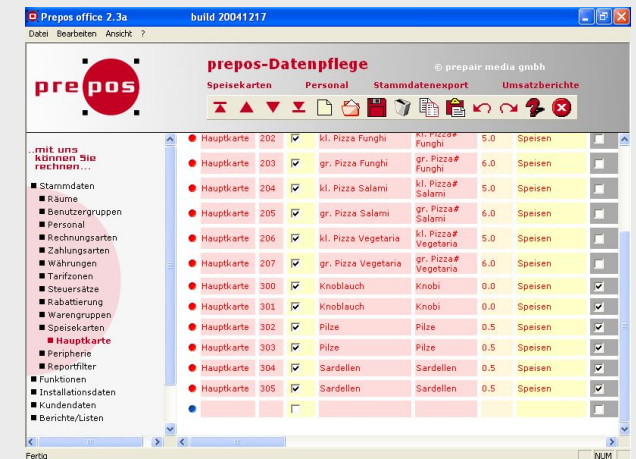 Prepos office 2.3a build 20041217
Datei Bearbeiten Ansicht ?
prepos
prepos-Datenpflege © prepair media gmbh
Speisekarten Personal Stammdatenexport Umsatzberichte
..mit uns
können Sie
rechnen...
Stammdaten
Räume
Benutzergruppen
Personal
Rechnungsarten
Zahlungsarten
Währungen
Tarifzonen
Steuersätze
Rabattierung
Warengruppen
Speisekarten
Hauptkarte
Peripherie
Reportfilter
Funktionen
Installationsdaten
Kundendaten
Berichte/Listen
Hauptkarte 202 kl. Pizza Funghi kl. Pizza# Funghi 5.0 Speisen
Hauptkarte 203 gr. Pizza Funghi gr. Pizza# Funghi 6.0 Speisen
Hauptkarte 204 kl. Pizza Salami kl. Pizza# Salami 5.0 Speisen
Hauptkarte 205 gr. Pizza Salami gr. Pizza# Salami 6.0 Speisen
Hauptkarte 206 kl. Pizza Vegetaria kl. Pizza# Vegetaria 5.0 Speisen
Hauptkarte 207 gr. Pizza Vegetaria gr. Pizza# Vegetaria 6.0 Speisen
Hauptkarte 300 Knoblauch Knobi 0.0 Speisen
Hauptkarte 301 Knoblauch Knobi 0.0 Speisen
Hauptkarte 302 Pilze Pilze 0.5 Speisen
Hauptkarte 303 Pilze Pilze 0.5 Speisen
Hauptkarte 304 Sardellen Sardellen 0.5 Speisen
Hauptkarte 305 Sardellen Sardellen 0.5 Speisen
Fertig NUM